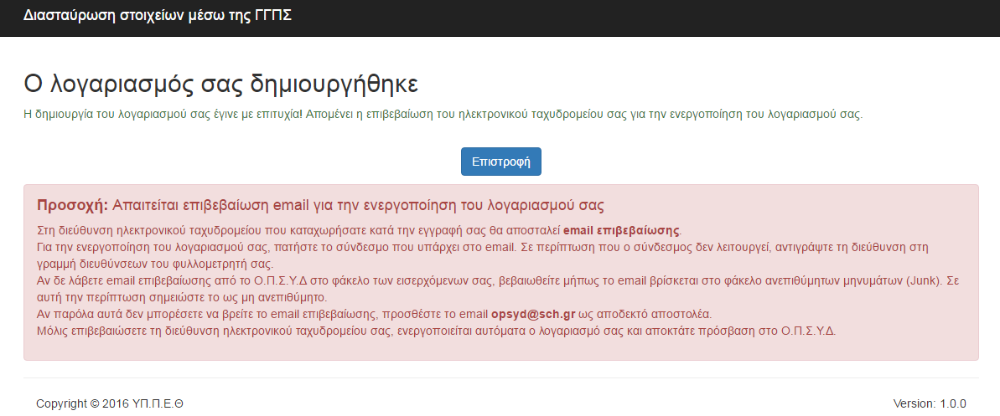 Διασταύρωση στοιχείων μέσω της ΓΓΠΣ
Ο λογαριασμός σας δημιουργήθηκε
Η δημιουργία του λογαριασμού σας έγινε με επιτυχία! Απομένει η επιβεβαίωση του ηλεκτρονικού ταχυδρομείου σας για την ενεργοποίηση του λογαριασμού σας.
Επιστροφή
Προσοχή: Απαιτείται επιβεβαίωση email για την ενεργοποίηση του λογαριασμού σας
Στη διεύθυνση ηλεκτρονικού ταχυδρομείου που καταχωρήσατε κατά την εγγραφή σας θα αποσταλεί email επιβεβαίωσης.
Για την ενεργοποίηση του λογαριασμού σας, πατήστε το σύνδεσμο που υπάρχει στο email. Σε περίπτωση που ο σύνδεσμος δεν λειτουργεί, αντιγράψτε τη διεύθυνση στη
γραμμή διευθύνσεων του φυλλομετρητή σας.
Αν δε λάβετε email επιβεβαίωσης από το Ο.Π.Σ.Υ.Δ στο φάκελο των εισερχόμενων σας, βεβαιωθείτε μήπως το email βρίσκεται στο φάκελο ανεπιθύμητων μηνυμάτων (Junk). Σε
αυτή την περίπτωση σημειώστε το ως μη ανεπιθύμητο.
Αν παρόλα αυτά δεν μπορέσετε να βρείτε το email επιβεβαίωσης, προσθέστε το email opsyd@sch.gr ως αποδεκτό αποστολέα.
Μόλις επιβεβαιώσετε τη διεύθυνση ηλεκτρονικού ταχυδρομείου σας, ενεργοποιείται αυτόματα ο λογαριασμό σας και αποκτάτε πρόσβαση στο Ο.Π.Σ.Υ.Δ.
Copyright © 2016 ΥΠ.Π.Ε.Θ
Version: 1.0.0